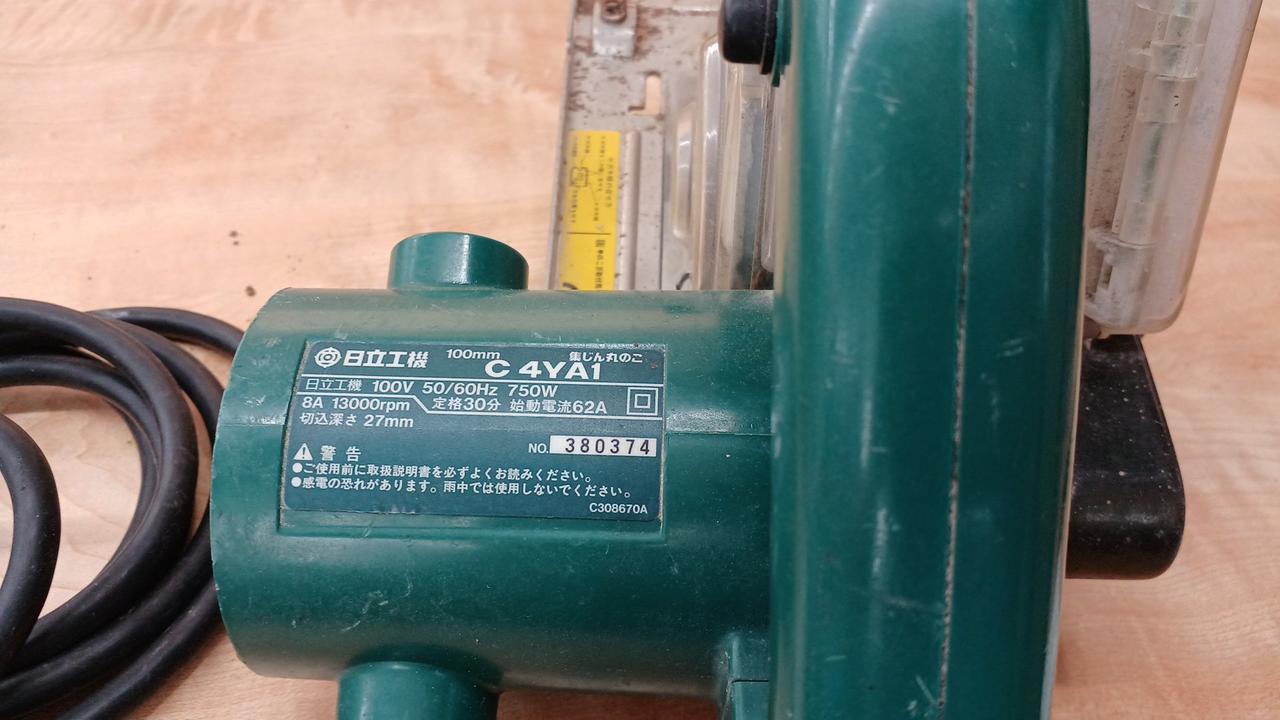 日立工機 100mm 集じん丸のこ
C 4YA1
日立工機 100V 50/60Hz 750W
8A 13000rpm 定格30分 始動電流62A
切込深さ 27mm
NO. 380374
警告
●ご使用前に取扱説明書を必ずよくお読みください。
●感電の恐れがあります。雨中では使用しないでください。
C308670A